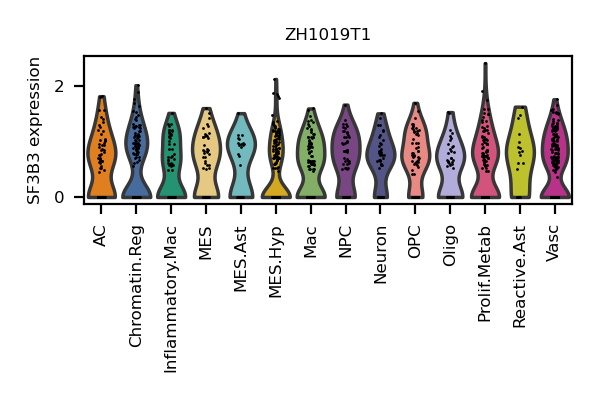 ZH1019T1
SF3B3 expression
2
0
AC
Chromatin.Reg
Inflammatory.Mac
MES
MES.Ast
MES.Hyp
Mac
NPC
Neuron
OPC
Oligo
Prolif.Metab
Reactive.Ast
Vasc